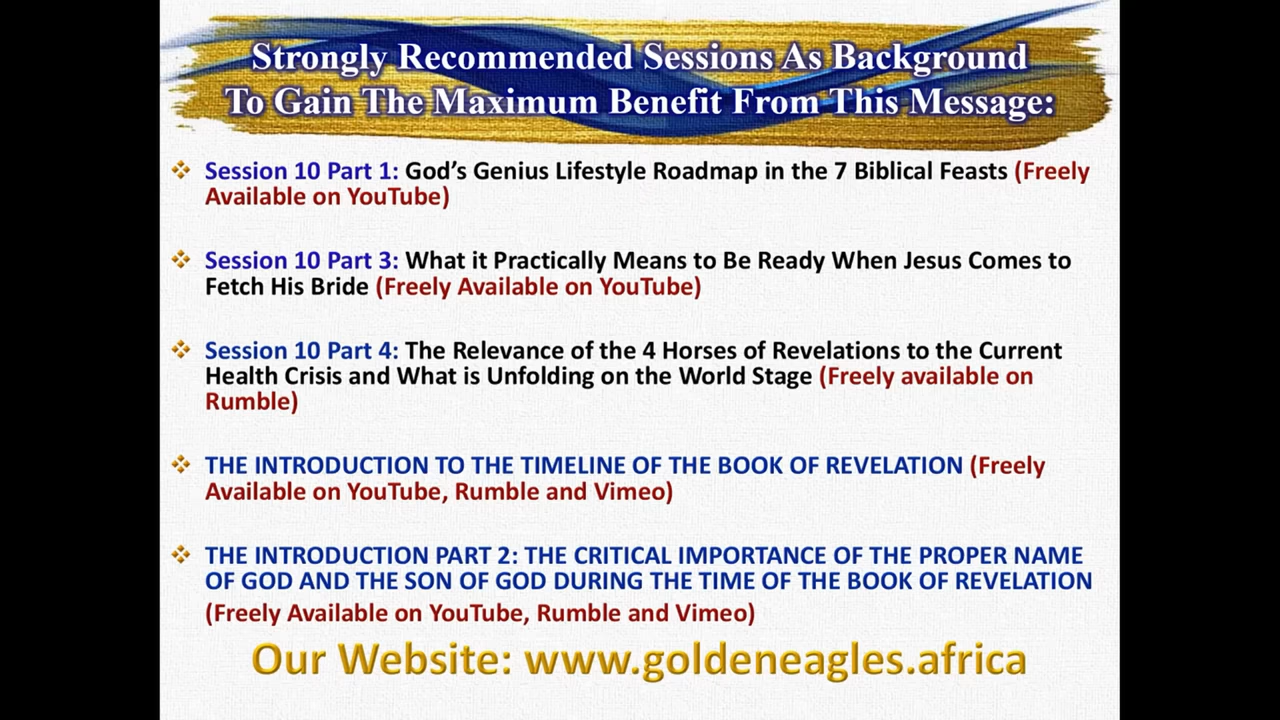 Strongly Recommended Sessions As Background
To Gain The Maximum Benefit From This Message:
Session 10 Part 1: God’s Genius Lifestyle Roadmap in the 7 Biblical Feasts (Freely
Available on YouTube)
Session 10 Part 3: What it Practically Means to Be Ready When Jesus Comes to
Fetch His Bride (Freely Available on YouTube)
Session 10 Part 4: The Relevance of the 4 Horses of Revelations to the Current
Health Crisis and What is Unfolding on the World Stage (Freely available on
Rumble)
THE INTRODUCTION TO THE TIMELINE OF THE BOOK OF REVELATION (Freely
Available on YouTube, Rumble and Vimeo)
THE INTRODUCTION PART 2: THE CRITICAL IMPORTANCE OF THE PROPER NAME
OF GOD AND THE SON OF GOD DURING THE TIME OF THE BOOK OF REVELATION
(Freely Available on YouTube, Rumble and Vimeo)
Our Website: www.goldeneagles.africa